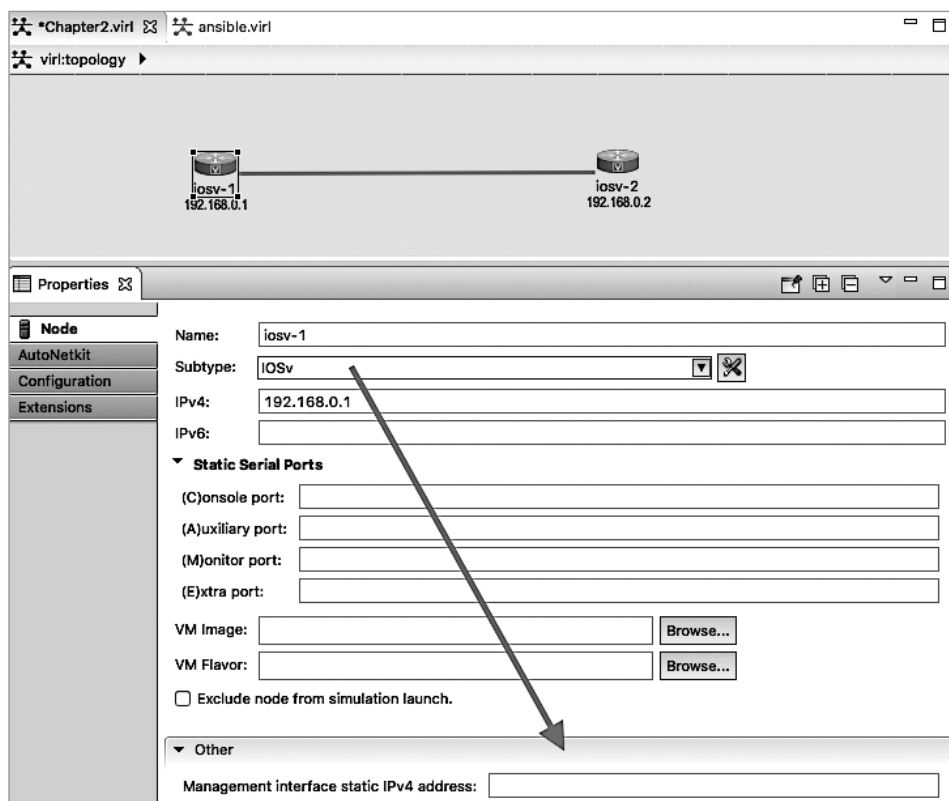 *Chapter2.virl ansible.virl
virl:topology
iosv-1
192.168.0.1
iosv-2
192.168.0.2
Properties
Node
AutoNetkit
Configuration
Extensions
Name: iosv-1
Subtype: IOSv
IPv4: 192.168.0.1
IPv6:
Static Serial Ports
(C)onsole port:
(A)uxiliary port:
(M)onitor port:
(E)xtra port:
VM Image: Browse...
VM Flavor: Browse...
Exclude node from simulation launch.
Other
Management interface static IPv4 address: